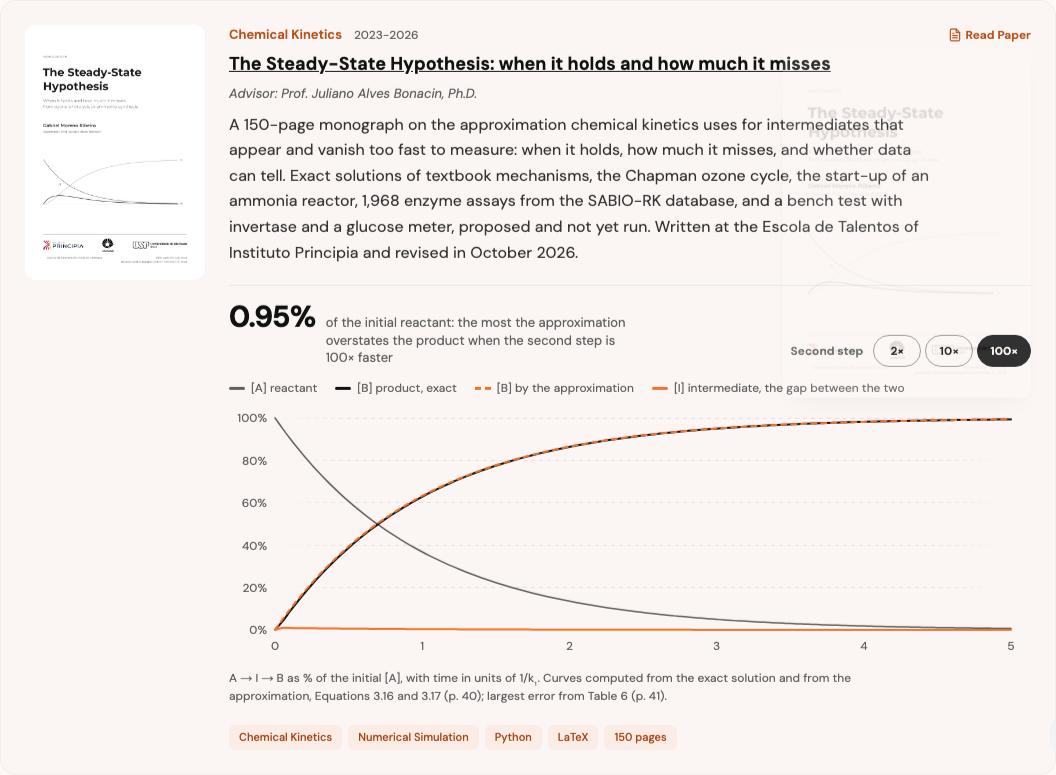 Chemical Kinetics 2023-2026
Read Paper
The Steady-State Hypothesis: when it holds and how much it misses
Advisor: Prof. Juliano Alves Bonacin, Ph.D.
A 150-page monograph on the approximation chemical kinetics uses for intermediates that
appear and vanish too fast to measure: when it holds, how much it misses, and whether data
can tell. Exact solutions of textbook mechanisms, the Chapman ozone cycle, the start-up of an
ammonia reactor, 1,968 enzyme assays from the SABIO-RK database, and a bench test with
invertase and a glucose meter, proposed and not yet run. Written at the Escola de Talentos of
Instituto Principia and revised in October 2026.
The Steady-State
Hypothesis
Gabriel Moreno Ribeiro
PRINCIPIA
USP
The Steady-State
Hypothesis
0.95%
of the initial reactant: the most the approximation
overstates the product when the second step is
100× faster
Second step 2× 10× 100×
[A] reactant [B] product, exact [B] by the approximation [I] intermediate, the gap between the two
100%
80%
60%
40%
20%
0%
0 1 2 3 4 5
A → I → B as % of the initial [A], with time in units of 1/k₁. Curves computed from the exact solution and from the
approximation, Equations 3.16 and 3.17 (p. 40); largest error from Table 6 (p. 41).
Chemical Kinetics Numerical Simulation Python LaTeX 150 pages